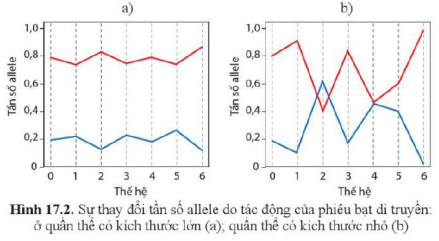 a)
b)
Tần số allele
1,0
0,8
0,6
0,4
0,2
0
0 1 2 3 4 5 6
Thế hệ
Tần số allele
1,0
0,8
0,6
0,4
0,2
0
0 1 2 3 4 5 6
Thế hệ
Hình 17.2. Sự thay đổi tần số allele do tác động của phiêu bạt di truyền:
ở quần thể có kích thước lớn (a); quần thể có kích thước nhỏ (b)